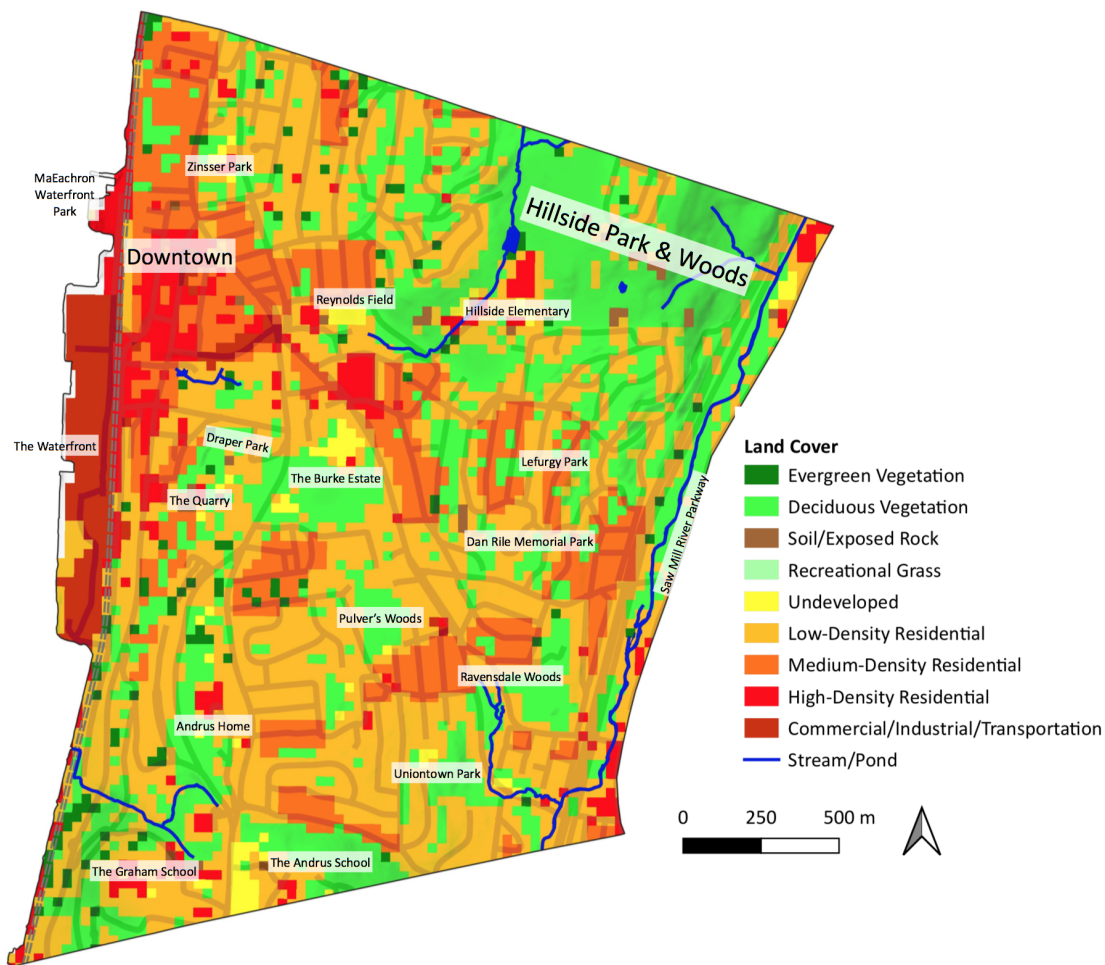 Zinsser Park
MaEachron
Waterfront
Park
Hillside Park & Woods
Downtown
Reynolds Field
Hillside Elementary
The Waterfront
Draper Park
Lefurgy Park
The Burke Estate
The Quarry
Dan Rile Memorial Park
Saw Mill River Parkway
Pulver's Woods
Ravensdale Woods
Andrus Home
Uniontown Park
The Andrus School
The Graham School
Land Cover
Evergreen Vegetation
Deciduous Vegetation
Soil/Exposed Rock
Recreational Grass
Undeveloped
Low-Density Residential
Medium-Density Residential
High-Density Residential
Commercial/Industrial/Transportation
Stream/Pond
0 250 500 m